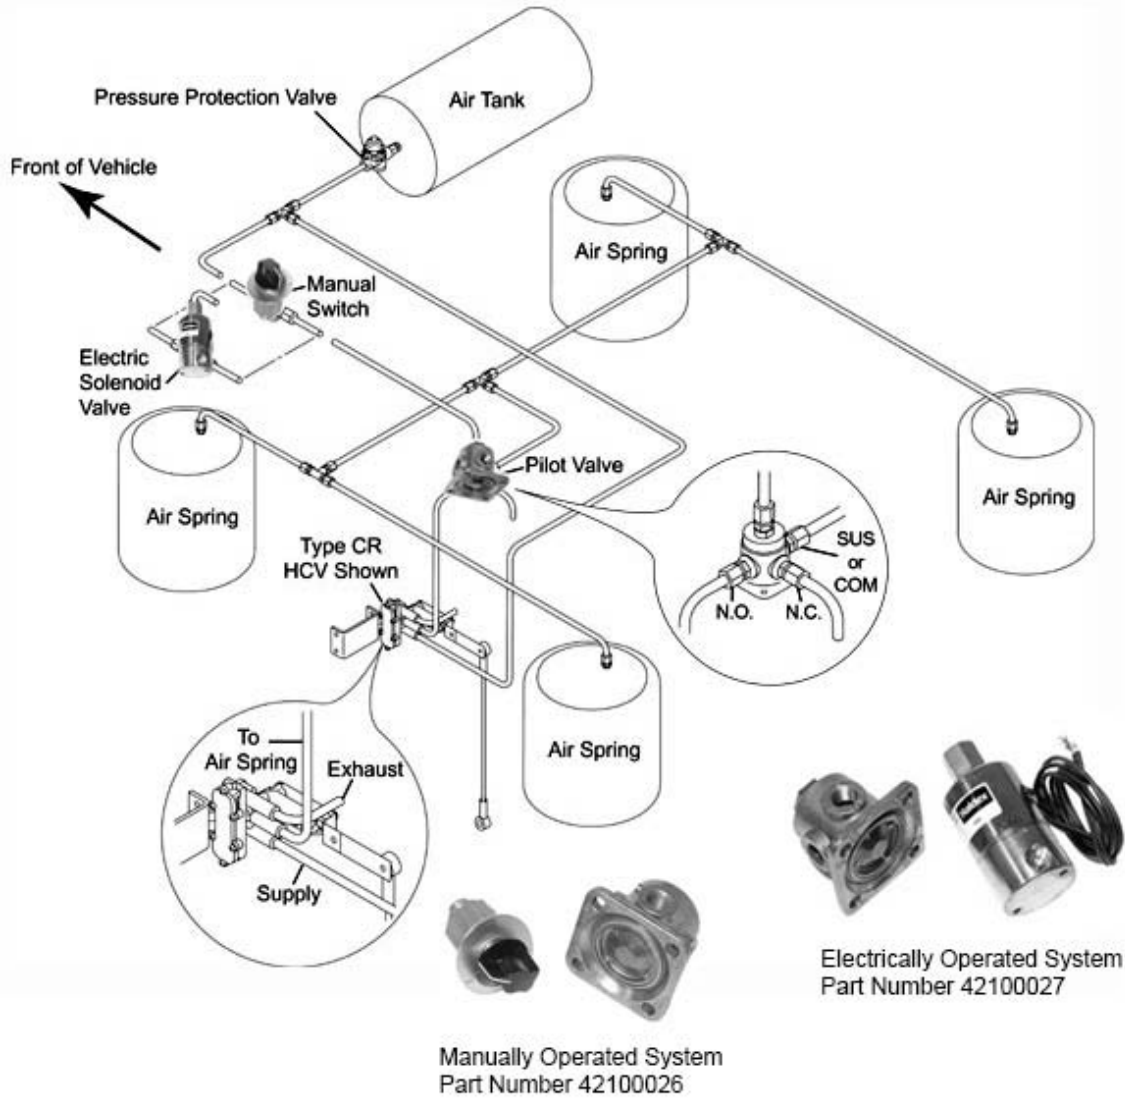 Air Tank
Pressure Protection Valve
Front of Vehicle
Air Spring
Manual
Switch
Electric
Solenoid
Valve
Air Spring
Pilot Valve
Air Spring
SUS
or
COM
N.O.
N.C.
Type CR
HCV Shown
Air Spring
To
Air Spring
Exhaust
Supply
Electrically Operated System
Part Number 42100027
Manually Operated System
Part Number 42100026